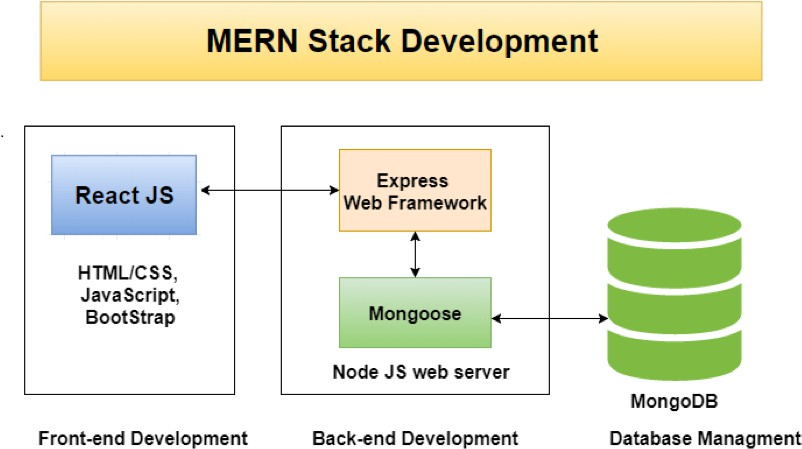 MERN Stack Development
.
React JS
HTML/CSS,
JavaScript,
BootStrap
Express
Web Framework
Mongoose
Node JS web server
MongoDB
Front-end Development
Back-end Development
Database Managment